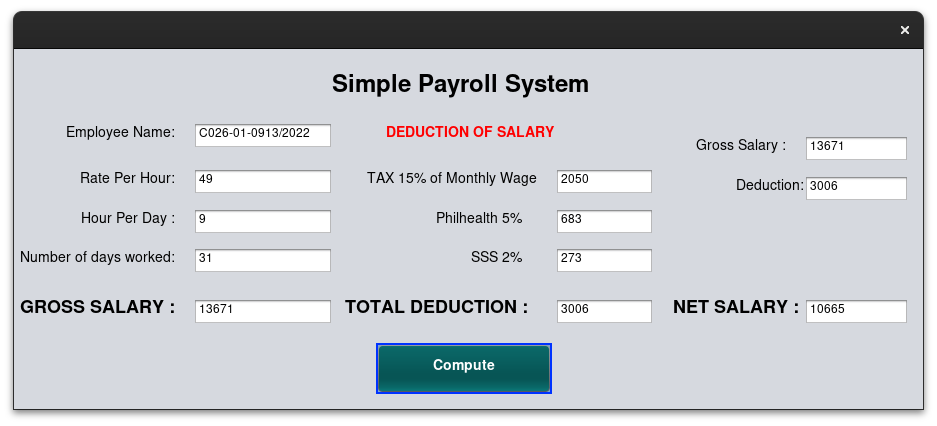 ×
Simple Payroll System
Employee Name: C026-01-0913/2022
DEDUCTION OF SALARY
Gross Salary : 13671
Rate Per Hour: 49
TAX 15% of Monthly Wage 2050
Deduction: 3006
Hour Per Day : 9
Philhealth 5% 683
Number of days worked: 31
SSS 2% 273
GROSS SALARY : 13671
TOTAL DEDUCTION : 3006
NET SALARY : 10665
Compute